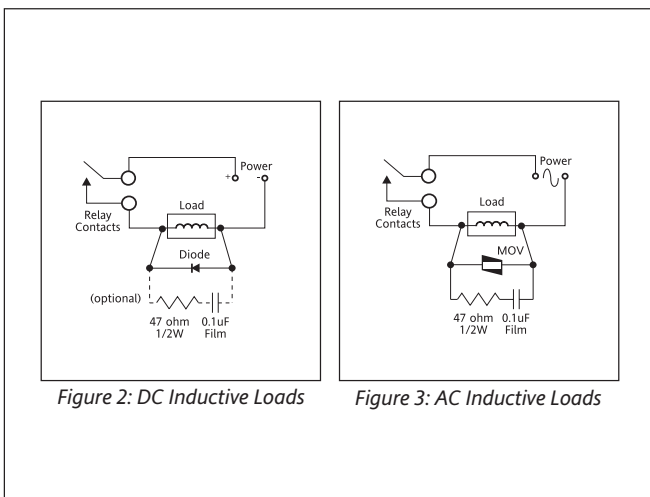 Power
+
-
Load
Relay
Contacts
Diode
(optional)
47 ohm
1/2W
0.1uF
Film
Figure 2: DC Inductive Loads
Power
Load
Relay
Contacts
MOV
47 ohm
1/2W
0.1uF
Film
Figure 3: AC Inductive Loads